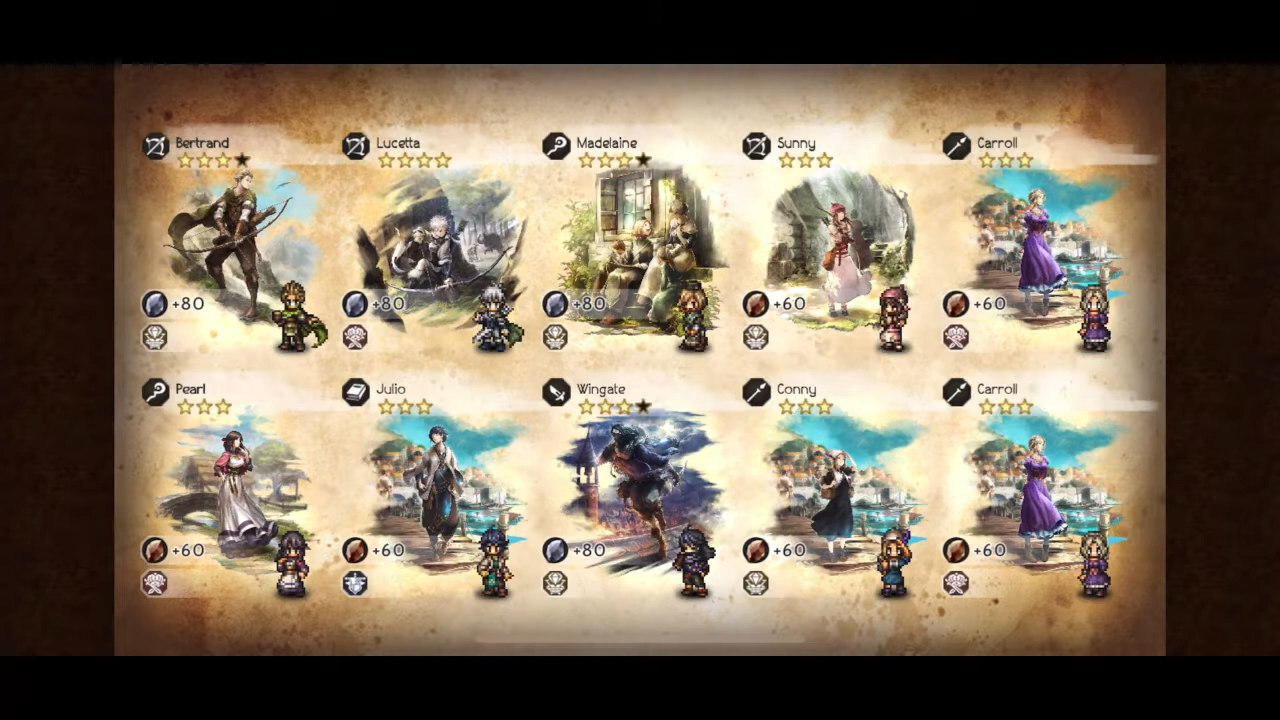 Bertrand
Lucetta
Madelaine
Sunny
Carroll
+80
+80
+80
+60
+60
Pearl
Julio
Wingate
Conny
Carroll
+60
+60
+80
+60
+60